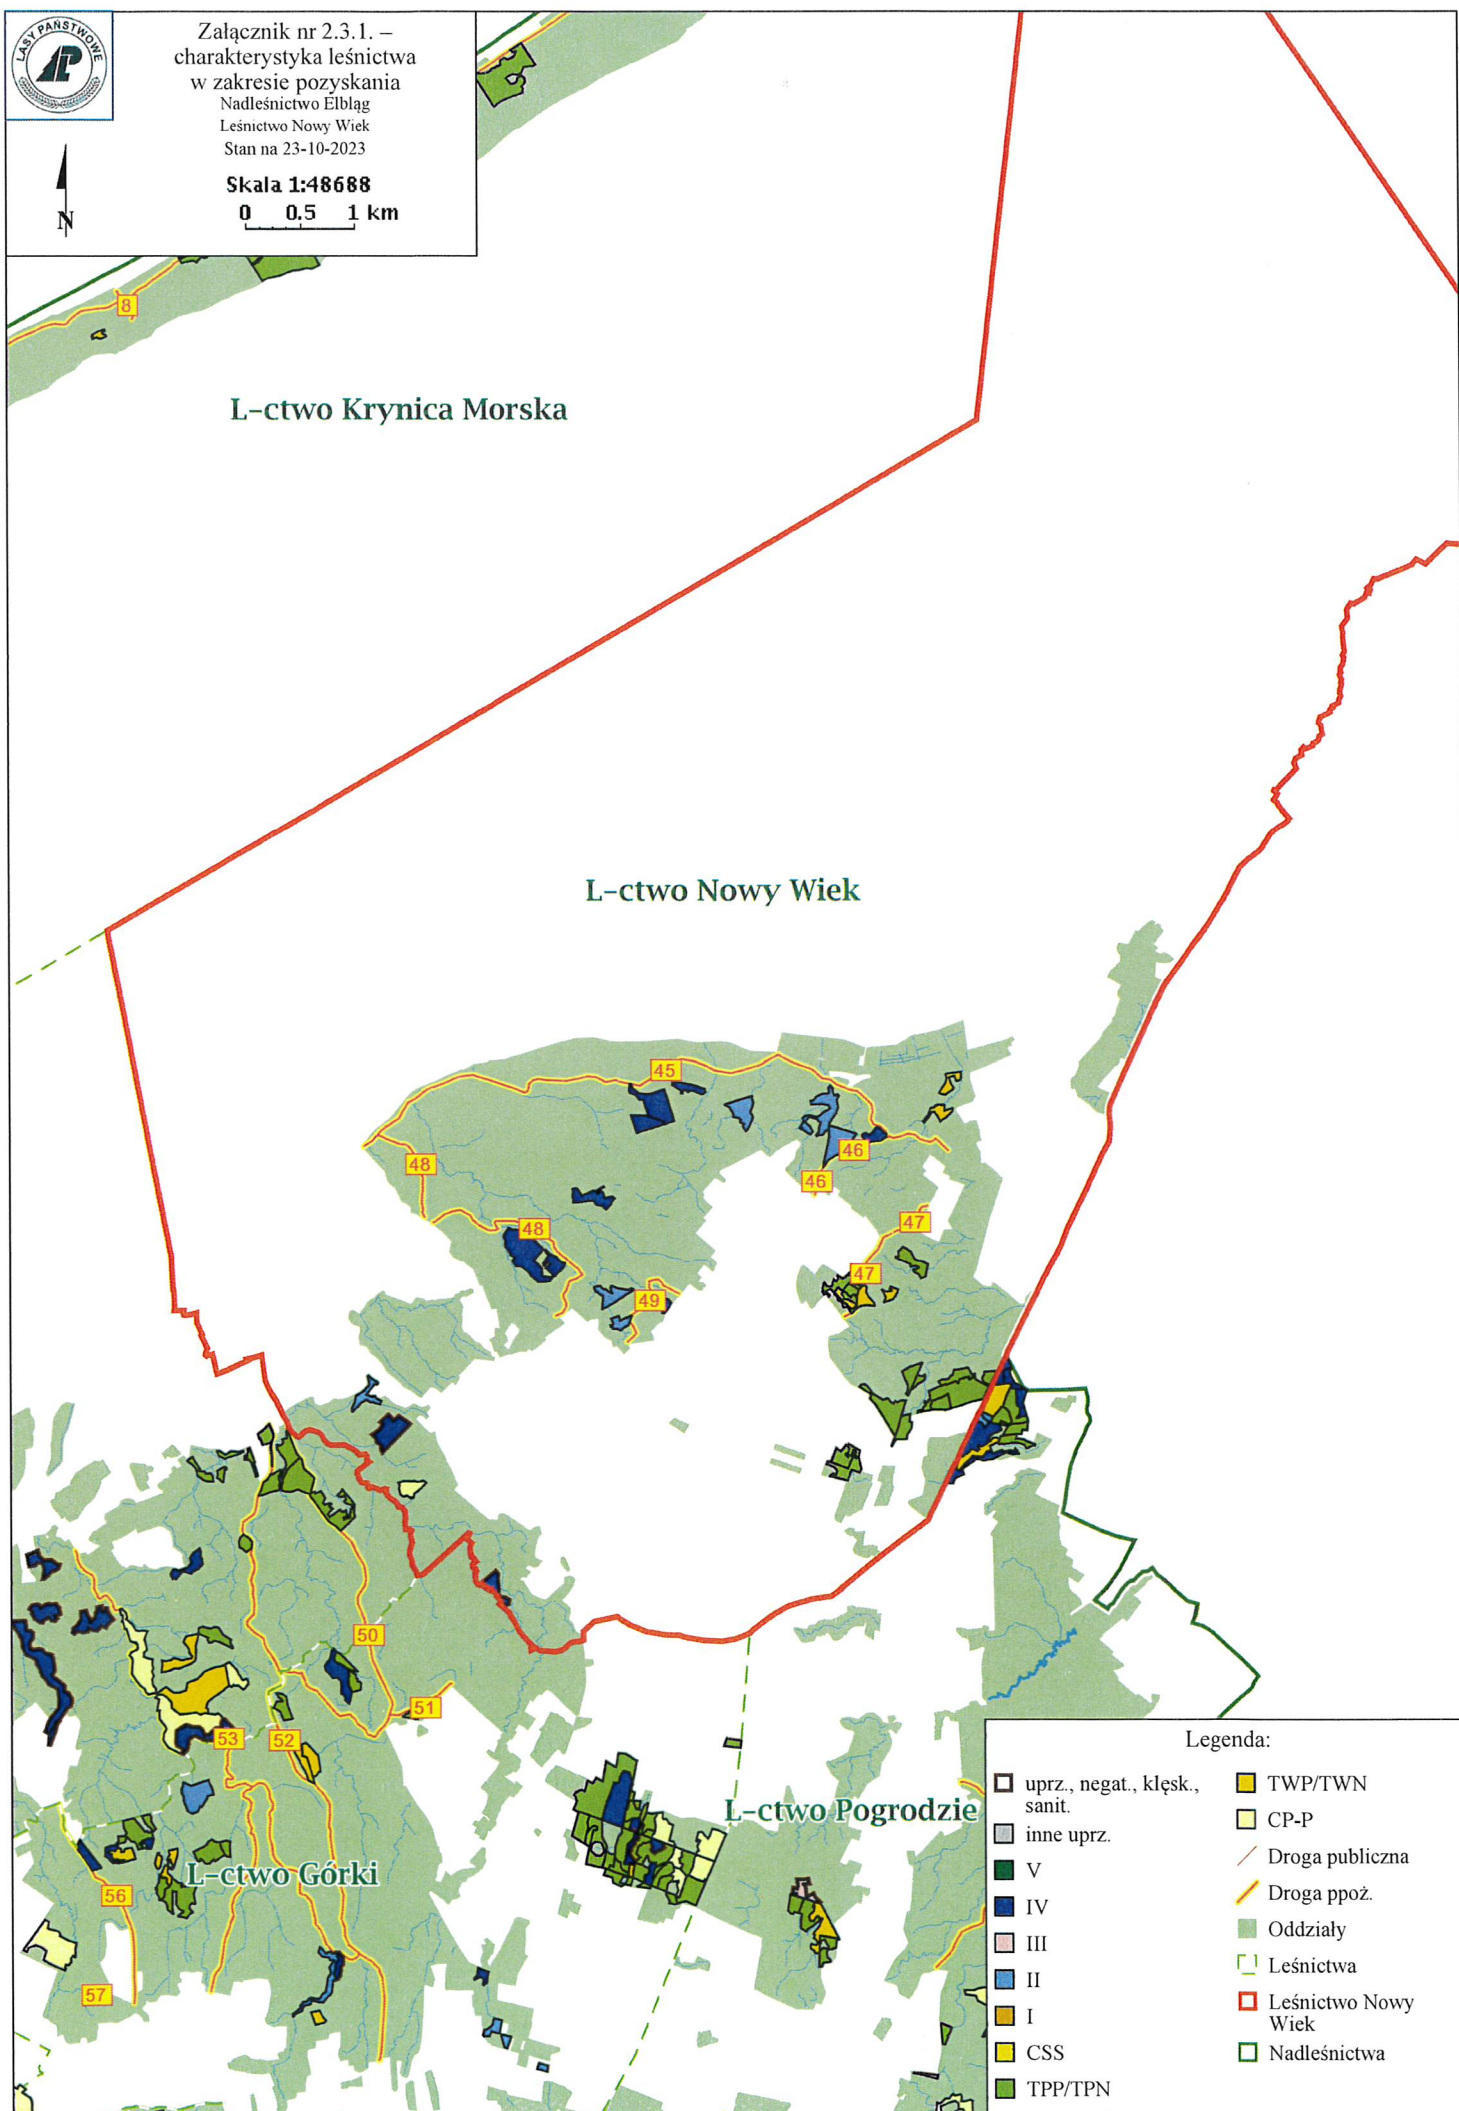 LASY PAŃSTWOWE
Załącznik nr 2.3.1. –
charakterystyka leśnictwa
w zakresie pozyskania
Nadleśnictwo Elbląg
Leśnictwo Nowy Wiek
Stan na 23-10-2023
Skala 1:48688
0 0.5 1 km
N
8
L-ctwo Krynica Morska
L-ctwo Nowy Wiek
45
46
48
46
47
48
47
49
50
51
53
52
L-ctwo Pogrodzie
L-ctwo Górki
56
57
Legenda:
uprz., negat., klęsk.,
sanit.
inne uprz.
V
IV
III
II
I
CSS
TPP/TPN
TWP/TWN
CP-P
Droga publiczna
Droga ppoż.
Oddziały
Leśnictwa
Leśnictwo Nowy
Wiek
Nadleśnictwa